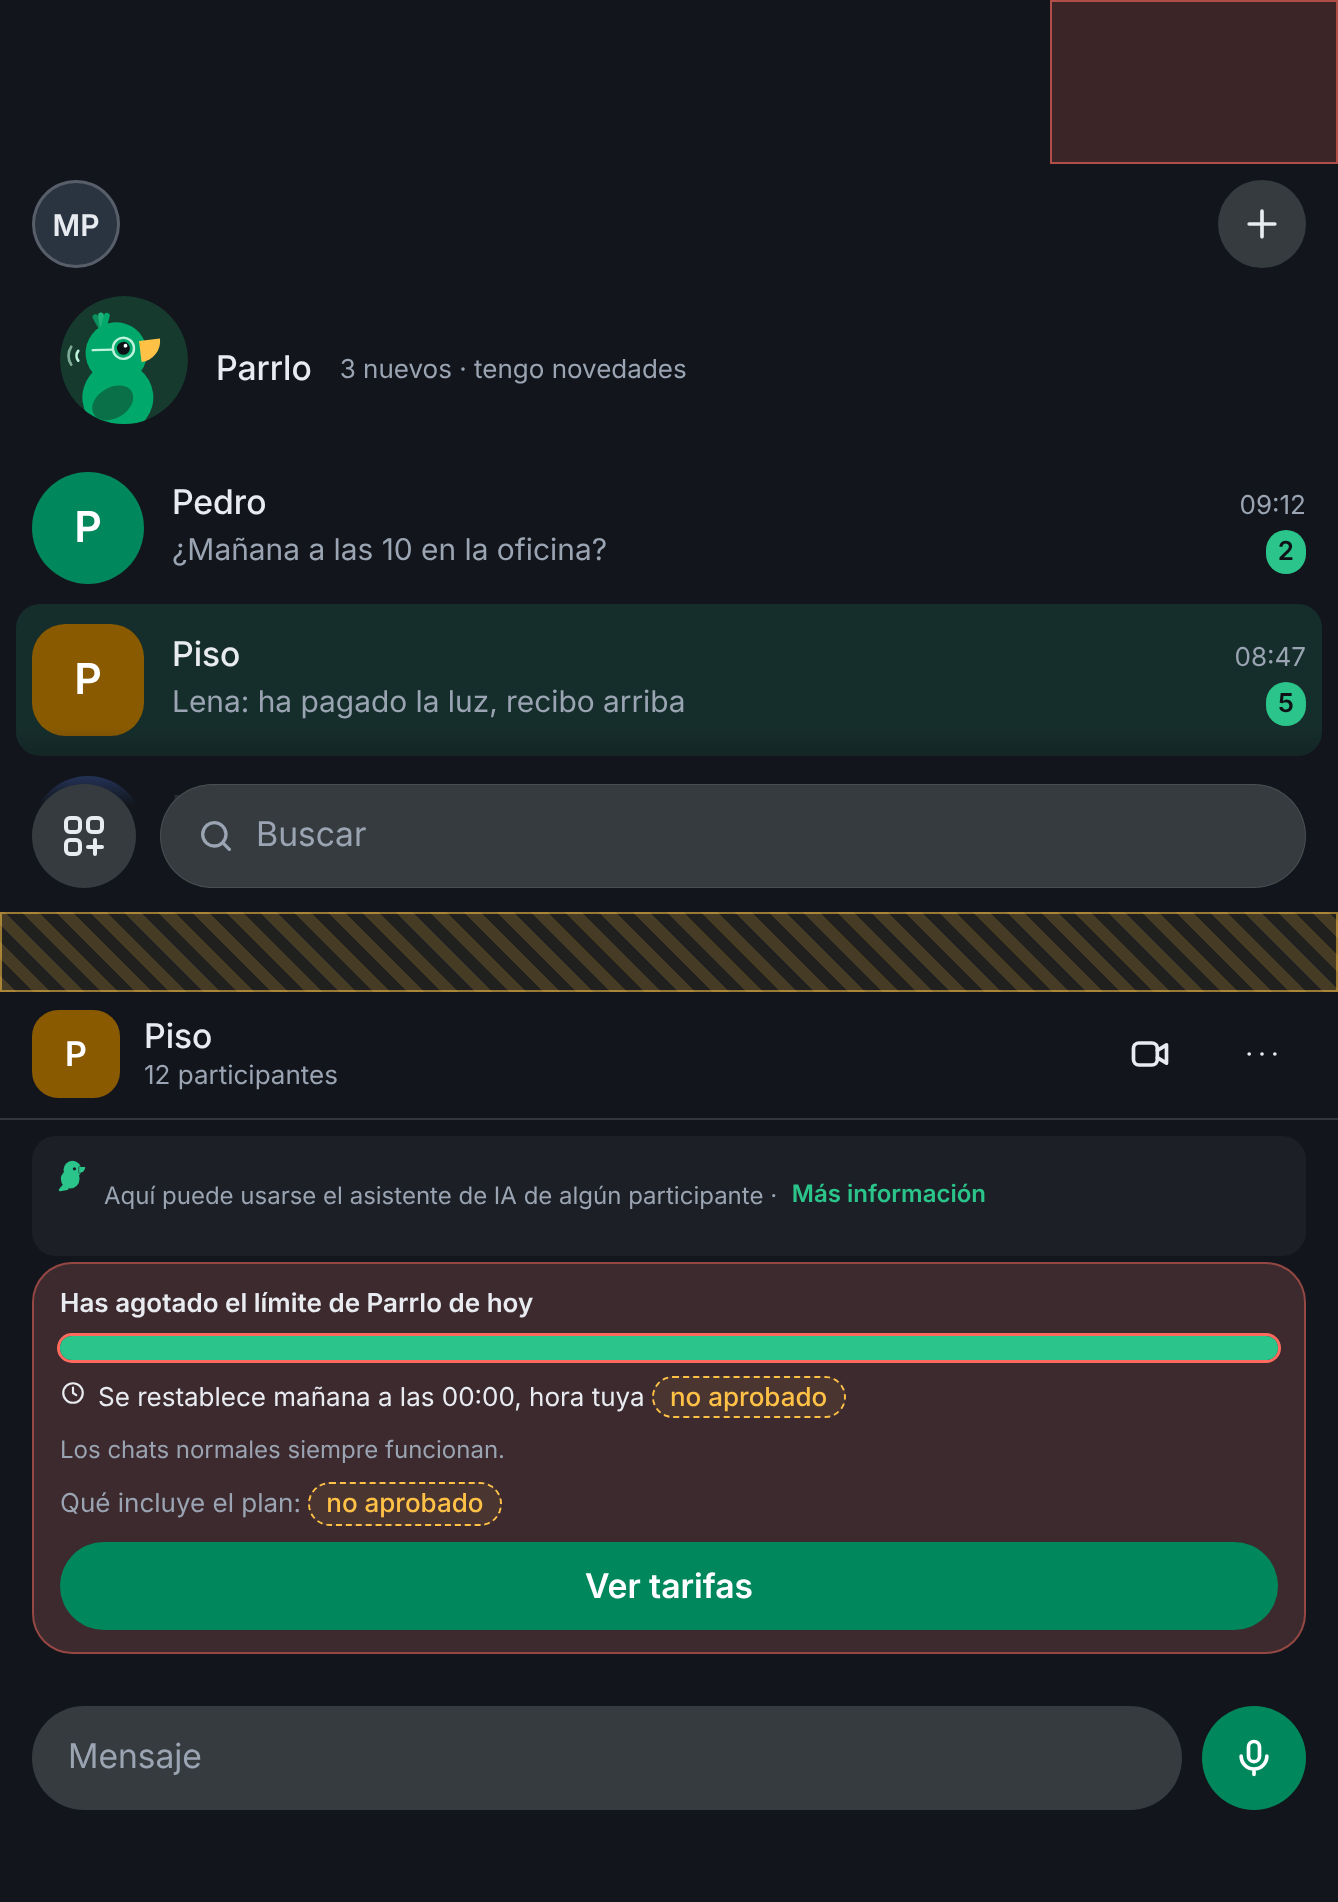 MP
Parrlo 3 nuevos · tengo novedades
P
Pedro
09:12
¿Mañana a las 10 en la oficina?
2
P
Piso
08:47
Lena: ha pagado la luz, recibo arriba
5
Buscar
P
Piso
12 participantes
Aquí puede usarse el asistente de IA de algún participante · Más información
Has agotado el límite de Parrlo de hoy
Se restablece mañana a las 00:00, hora tuya no aprobado
Los chats normales siempre funcionan.
Qué incluye el plan: no aprobado
Ver tarifas
Mensaje